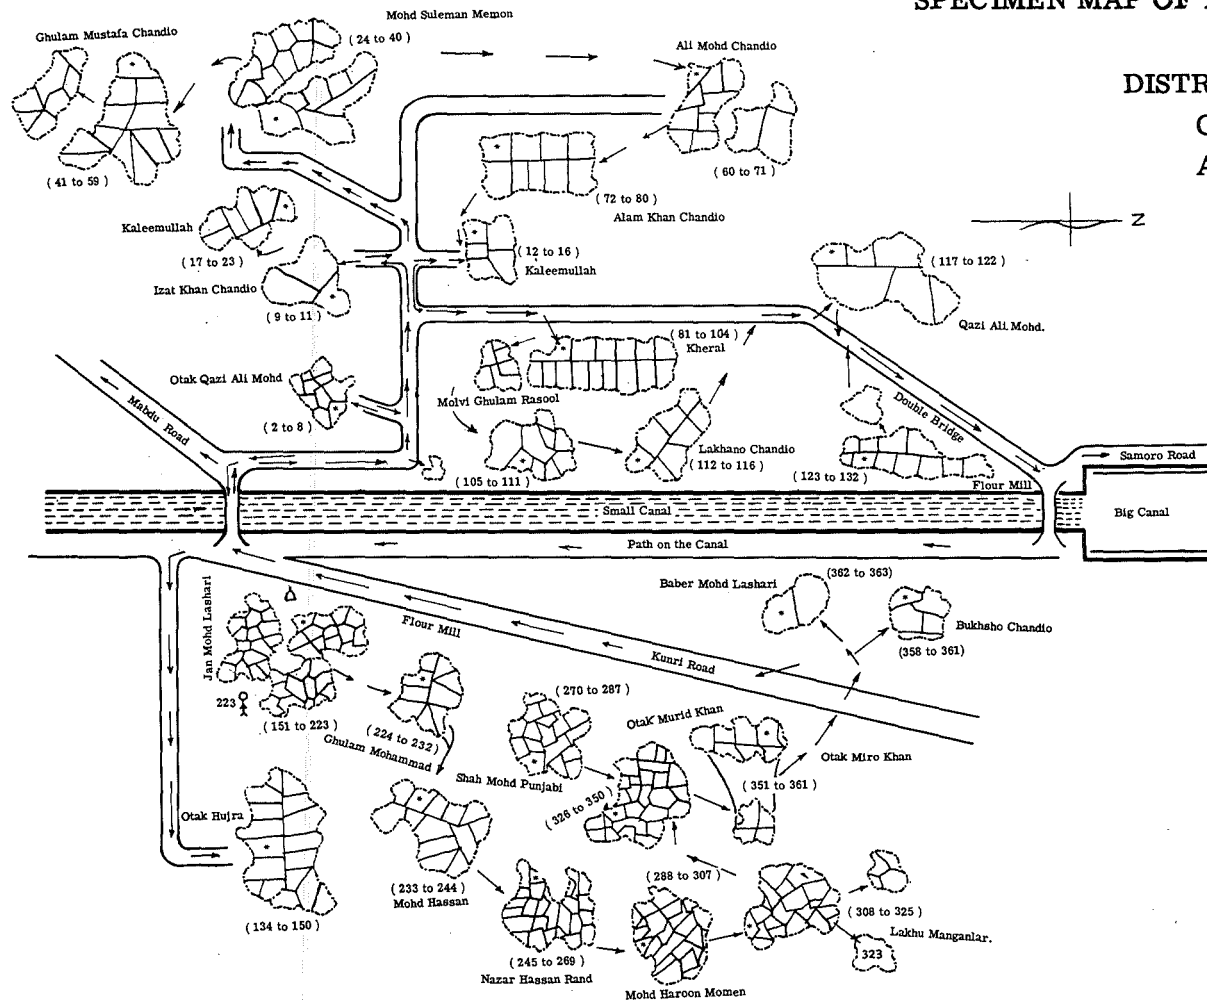 SPECIMEN MAP OF
DISTR
Mohd Suleman Memon
Ghulam Mustafa Chandio
(24 to 40)
Ali Mohd Chandio
(41 to 59)
(60 to 71)
(72 to 80)
Alam Khan Chandio
N
Kaleemullah
(17 to 23)
(12 to 16)
Kaleemullah
(117 to 122)
Izat Khan Chandio
(9 to 11)
Qazi Ali Mohd.
(81 to 104)
Kheral
Otak Qazi Ali Mohd
Molvi Ghulam Rasool
Mabdu Road
(2 to 8)
Double Bridge
Lakhano Chandio
(112 to 116)
(105 to 111)
(123 to 132)
Samoro Road
Flour Mill
Small Canal
Big Canal
Path on the Canal
Baber Mohd Lashari
(362 to 363)
Jan Mohd Lashari
Flour Mill
Bukhsho Chandio
(358 to 361)
Kunri Road
223
(151 to 223)
(270 to 287)
(224 to 232)
Ghulam Mohammad
Otak Murid Khan
Otak Miro Khan
Shah Mohd Punjabi
(351 to 361)
(326 to 350)
Otak Hujra
(233 to 244)
Mohd Hassan
(288 to 307)
(134 to 150)
(308 to 325)
Lakhu Manganlar.
323
(245 to 269)
Nazar Hassan Rand
Mohd Haroon Momen